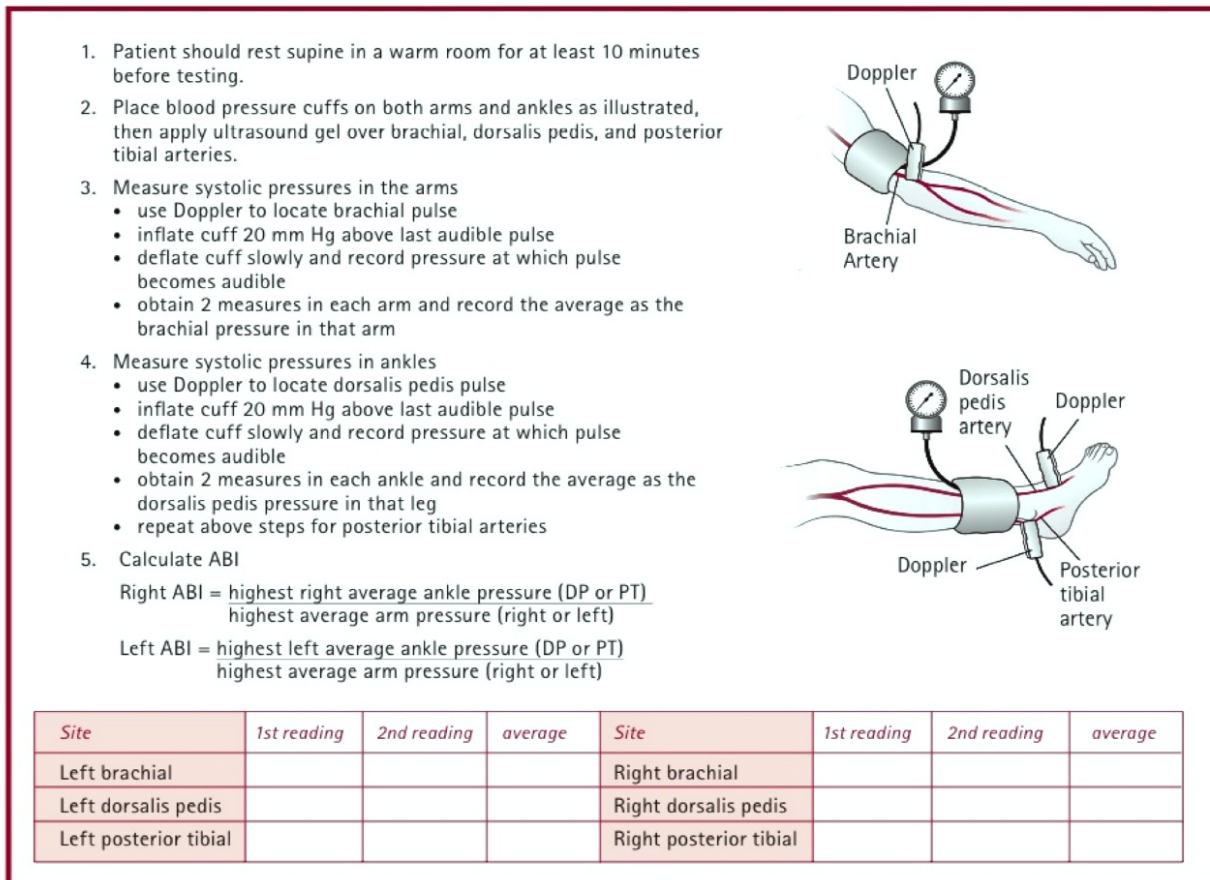 1. Patient should rest supine in a warm room for at least 10 minutes
before testing.
2. Place blood pressure cuffs on both arms and ankles as illustrated,
then apply ultrasound gel over brachial, dorsalis pedis, and posterior
tibial arteries.
3. Measure systolic pressures in the arms
• use Doppler to locate brachial pulse
• inflate cuff 20 mm Hg above last audible pulse
• deflate cuff slowly and record pressure at which pulse
becomes audible
• obtain 2 measures in each arm and record the average as the
brachial pressure in that arm
4. Measure systolic pressures in ankles
• use Doppler to locate dorsalis pedis pulse
• inflate cuff 20 mm Hg above last audible pulse
• deflate cuff slowly and record pressure at which pulse
becomes audible
• obtain 2 measures in each ankle and record the average as the
dorsalis pedis pressure in that leg
• repeat above steps for posterior tibial arteries
5. Calculate ABI
Right ABI = highest right average ankle pressure (DP or PT)
highest average arm pressure (right or left)
Left ABI = highest left average ankle pressure (DP or PT)
highest average arm pressure (right or left)
Doppler
Brachial
Artery
Dorsalis
pedis
artery
Doppler
Doppler
Posterior
tibial
artery
Site 1st reading 2nd reading average Site 1st reading 2nd reading average
Left brachial Right brachial
Left dorsalis pedis Right dorsalis pedis
Left posterior tibial Right posterior tibial